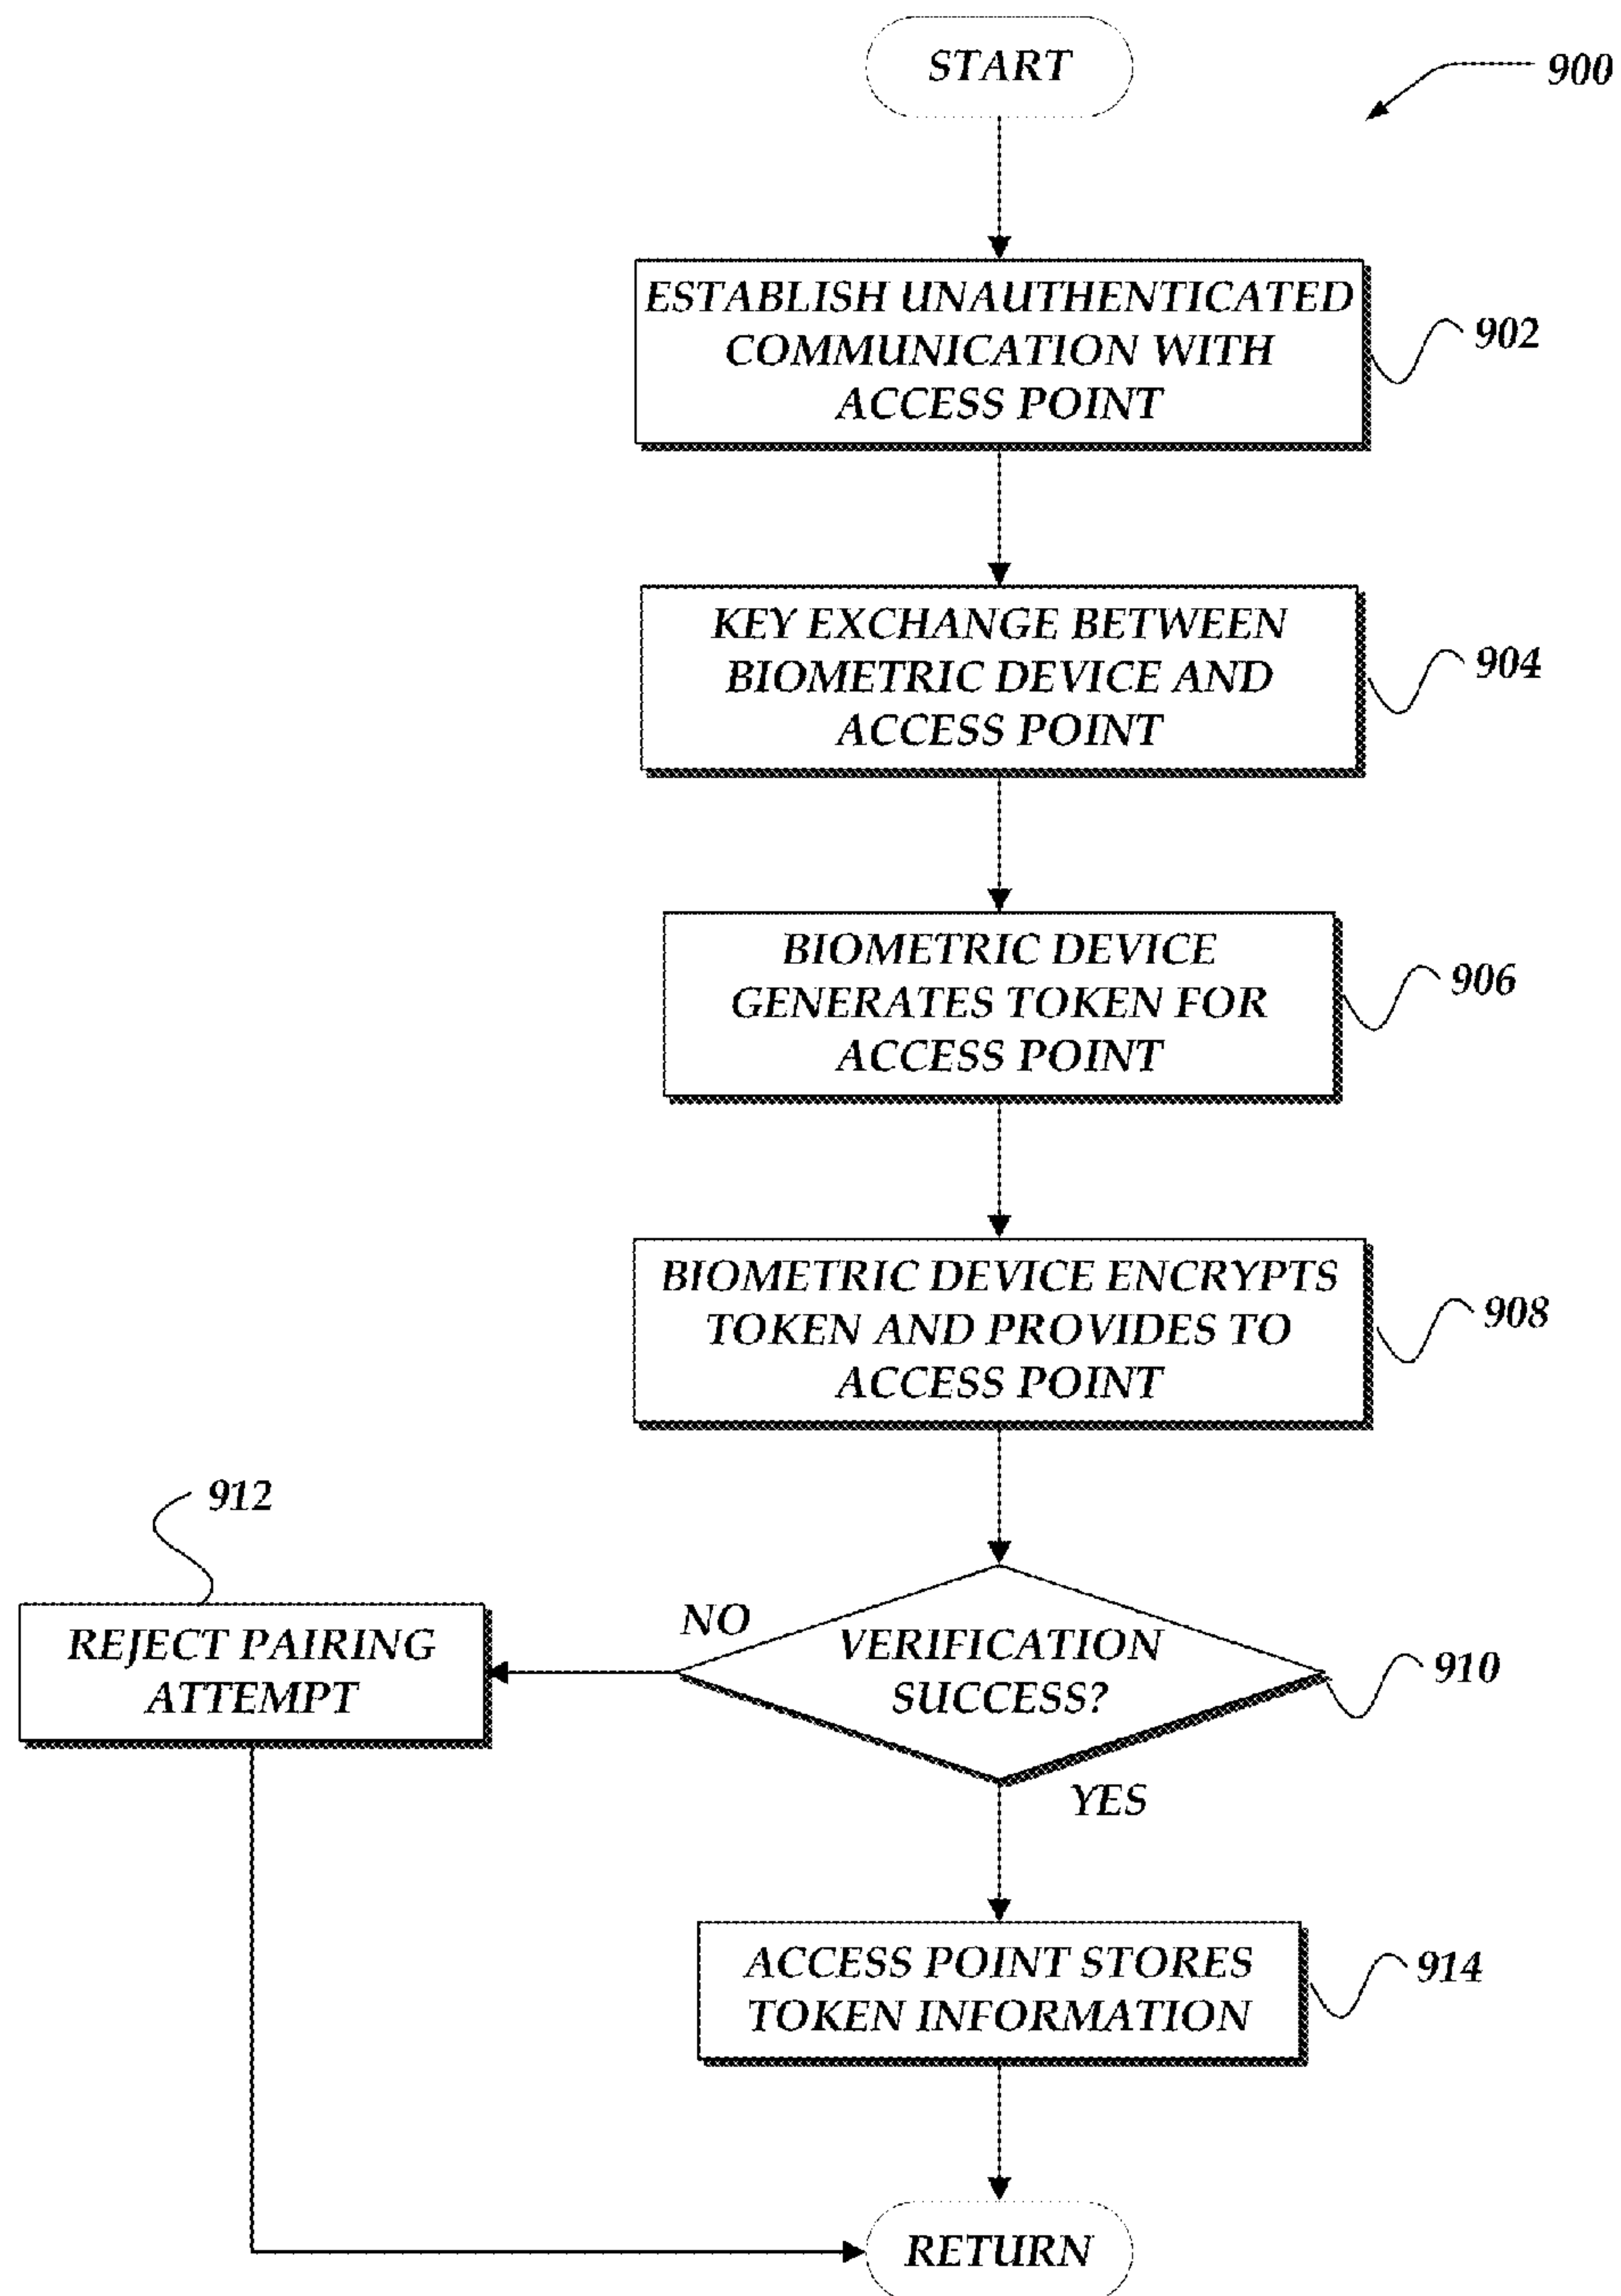 START
900
ESTABLISH UNAUTHENTICATED
COMMUNICATION WITH
ACCESS POINT
902
KEY EXCHANGE BETWEEN
BIOMETRIC DEVICE AND
ACCESS POINT
904
BIOMETRIC DEVICE
GENERATES TOKEN FOR
ACCESS POINT
906
BIOMETRIC DEVICE ENCRYPTS
TOKEN AND PROVIDES TO
ACCESS POINT
908
912
REJECT PAIRING
ATTEMPT
NO
VERIFICATION
SUCCESS?
910
YES
ACCESS POINT STORES
TOKEN INFORMATION
914
RETURN